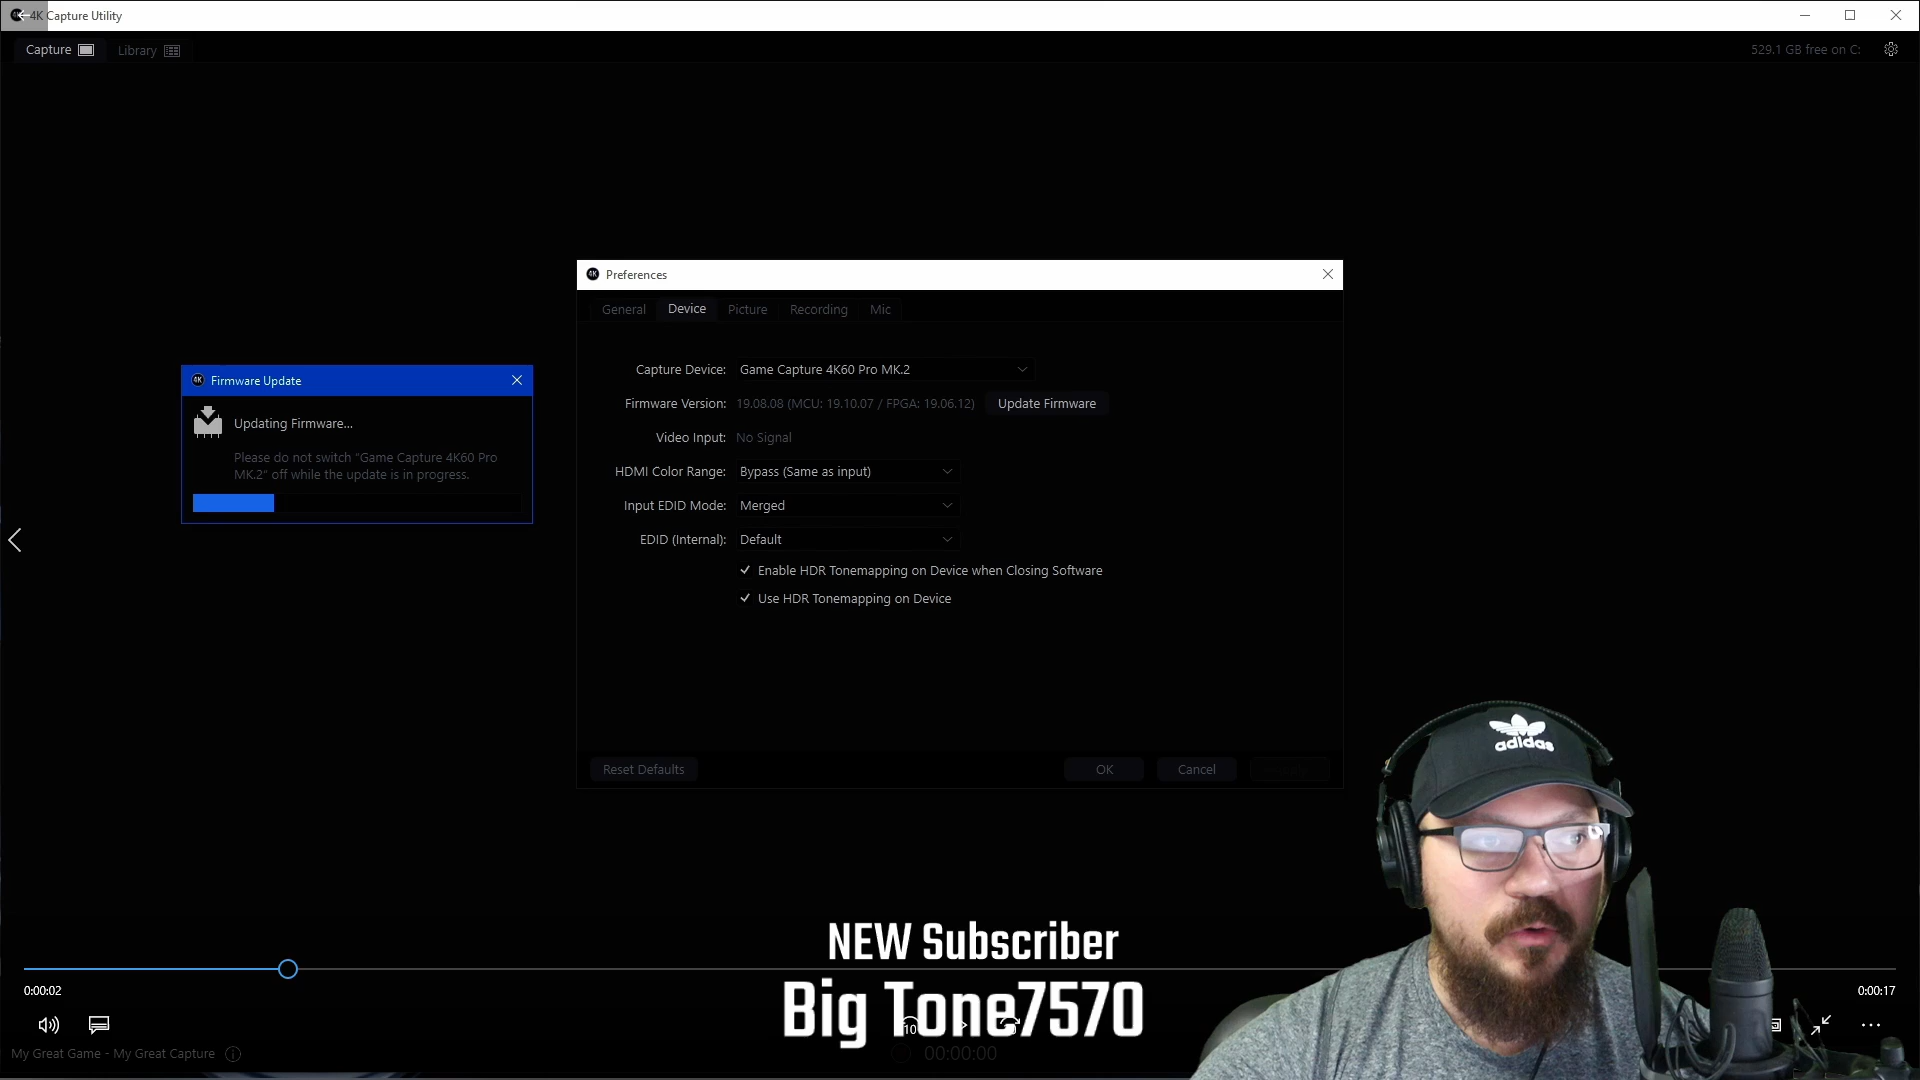 4K Capture Utility
Capture
Library
529.1 GB free on C:
4K Preferences
General Device Picture Recording Mic
4K Firmware Update
Updating Firmware...
Please do not switch "Game Capture 4K60 Pro
MK.2" off while the update is in progress.
Capture Device: Game Capture 4K60 Pro MK.2
Firmware Version: 19.08.08 (MCU: 19.10.07 / FPGA: 19.06.12) Update Firmware
Video Input: No Signal
HDMI Color Range: Bypass (Same as input)
Input EDID Mode: Merged
EDID (Internal): Default
Enable HDR Tonemapping on Device when Closing Software
Use HDR Tonemapping on Device
Reset Defaults OK Cancel
adidas
NEW Subscriber
Big Tone7570
0:00:02
0:00:17
10
My Great Game - My Great Capture
00:00:00